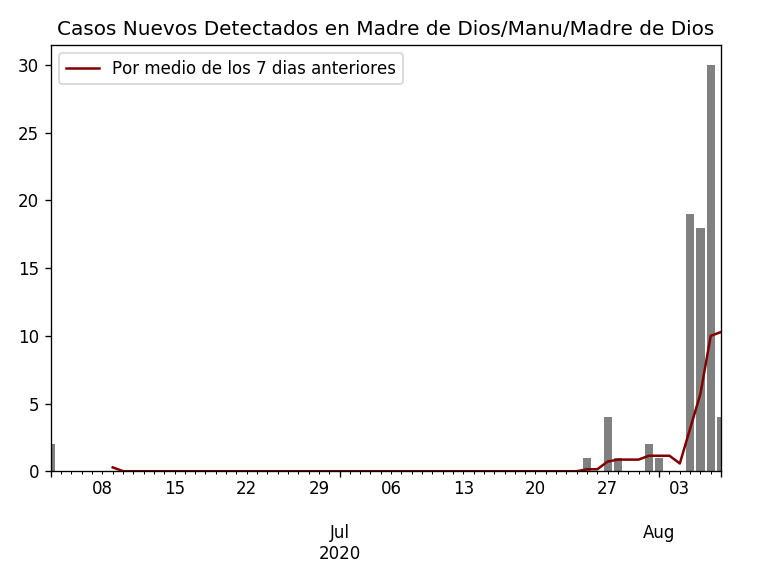 Casos Nuevos Detectados en Madre de Dios/Manu/Madre de Dios
Por medio de los 7 dias anteriores
30
25
20
15
10
5
0
08 15 22 29 06 13 20 27 03
Jul Aug
2020